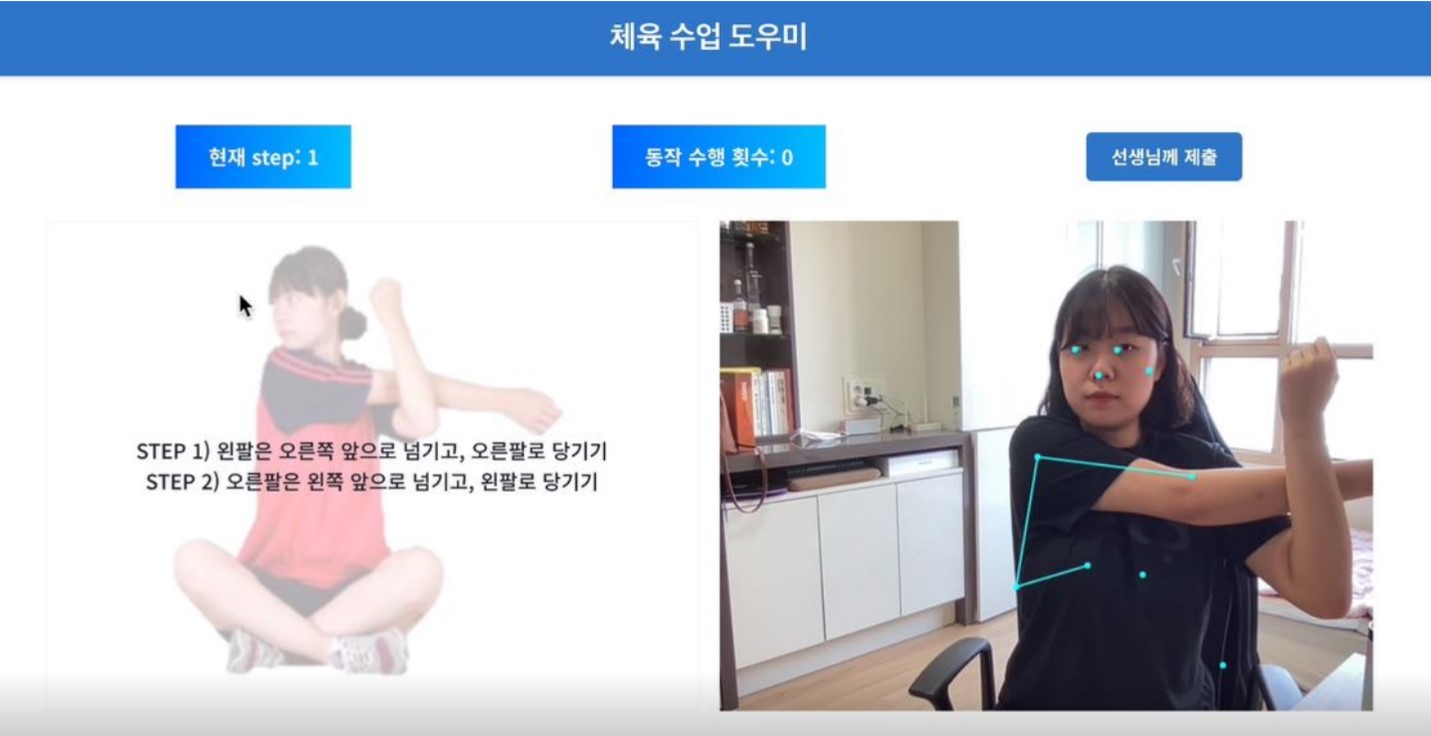 체육 수업 도우미
현재 step: 1
동작 수행 횟수: 0
선생님께 제출
STEP 1) 왼팔은 오른쪽 앞으로 넘기고, 오른팔로 당기기
STEP 2) 오른팔은 왼쪽 앞으로 넘기고, 왼팔로 당기기